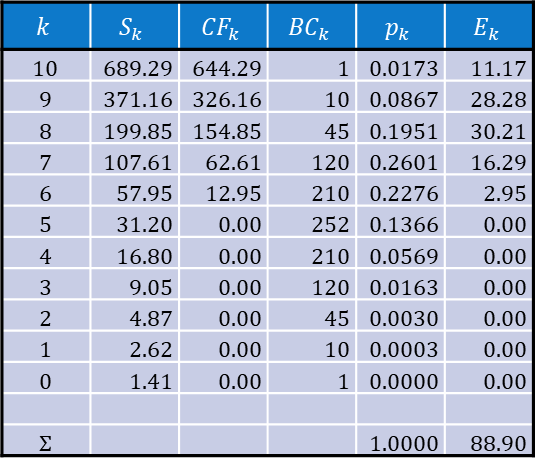 k S_k CF_k BC_k p_k E_k
10 689.29 644.29 1 0.0173 11.17
9 371.16 326.16 10 0.0867 28.28
8 199.85 154.85 45 0.1951 30.21
7 107.61 62.61 120 0.2601 16.29
6 57.95 12.95 210 0.2276 2.95
5 31.20 0.00 252 0.1366 0.00
4 16.80 0.00 210 0.0569 0.00
3 9.05 0.00 120 0.0163 0.00
2 4.87 0.00 45 0.0030 0.00
1 2.62 0.00 10 0.0003 0.00
0 1.41 0.00 1 0.0000 0.00
Σ 1.0000 88.90